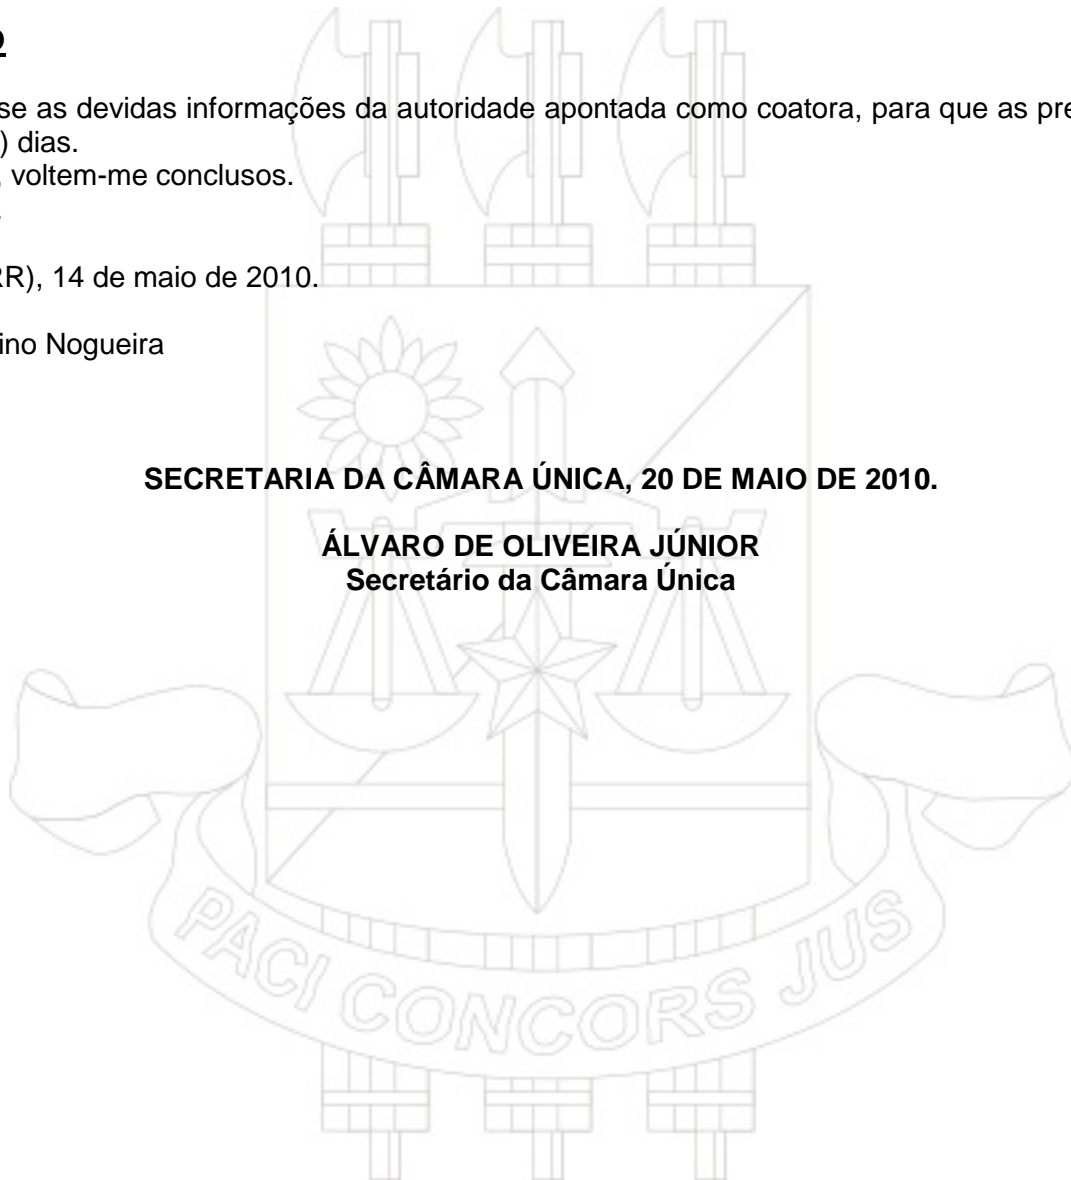 O
se as devidas informações da autoridade apontada como coatora, para que as pre
) dias.
, voltem-me conclusos.
.
RR), 14 de maio de 2010.
ino Nogueira
SECRETARIA DA CÂMARA ÚNICA, 20 DE MAIO DE 2010.
ÁLVARO DE OLIVEIRA JÚNIOR
Secretário da Câmara Única
PACI CONCORS JUS